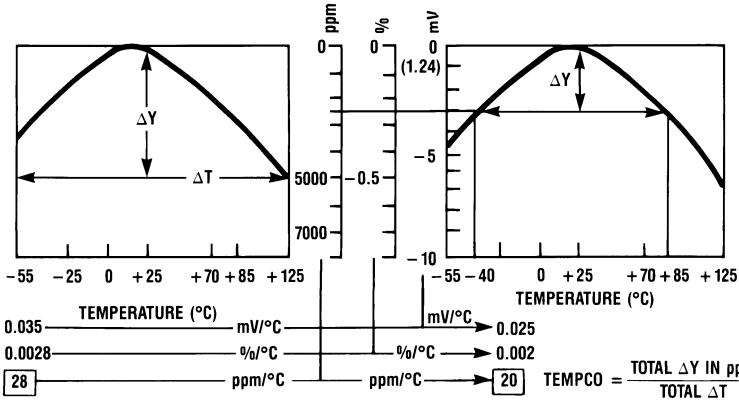 ppm
%
mV
0
0
0
(1.24)
ΔY
ΔY
-5
ΔT
5000
-0.5
7000
-10
-55 -25 0 +25 +70 +85 +125
-55 -40 0 +25 +85 +125
TEMPERATURE (°C)
TEMPERATURE (°C)
0.035 mV/°C mV/°C 0.025
0.0028 %/°C %/°C 0.002
28 ppm/°C ppm/°C 20
TEMPCO = TOTAL ΔY IN pp
TOTAL ΔT